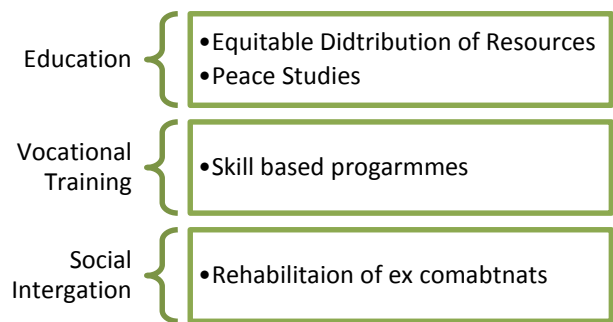 Education
•Equitable Didtribution of Resources
•Peace Studies
Vocational
Training
•Skill based progarmmes
Social
Intergation
•Rehabilitaion of ex comabtnats